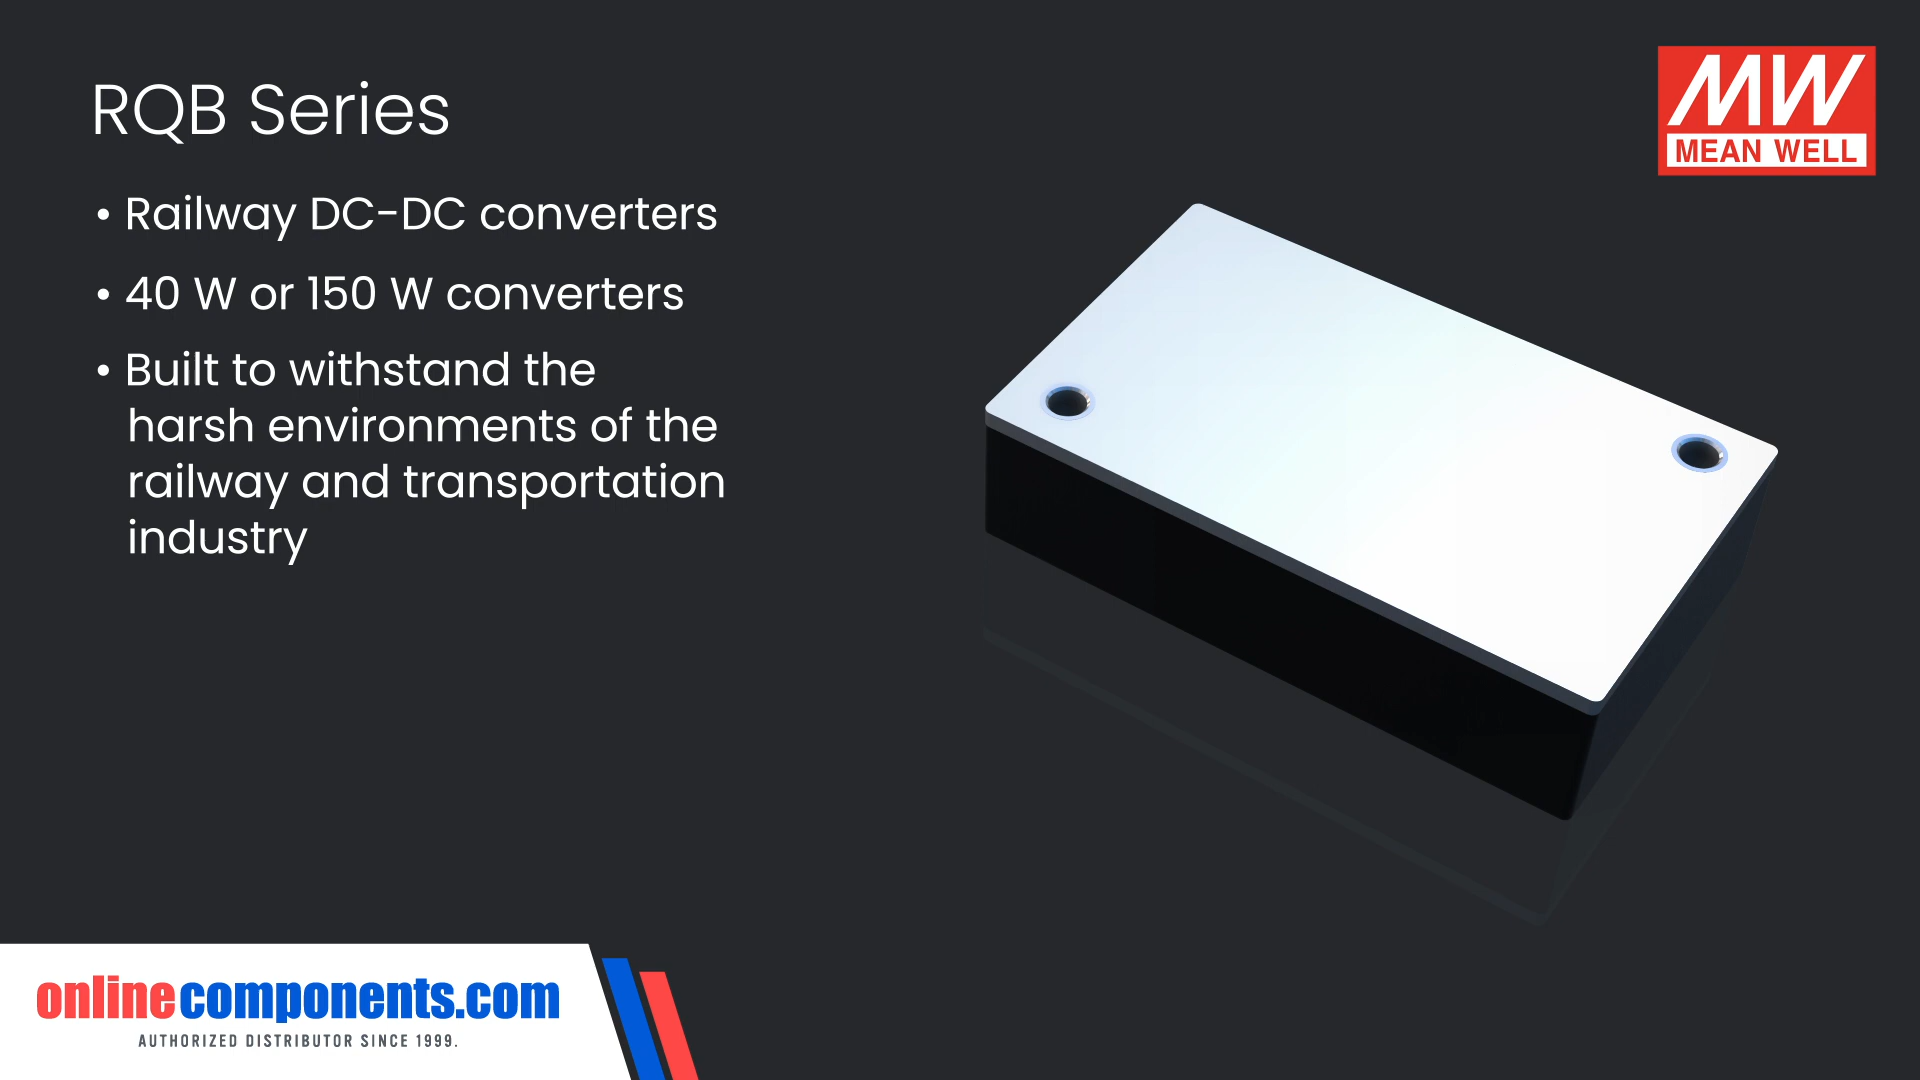 RQB Series
MW
MEAN WELL
• Railway DC-DC converters
• 40 W or 150 W converters
• Built to withstand the
harsh environments of the
railway and transportation
industry
onlinecomponents.com
AUTHORIZED DISTRIBUTOR SINCE 1999.